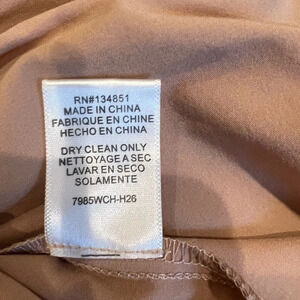 RN#134851
MADE IN CHINA
FABRIQUE EN CHINE
HECHO EN CHINA
DRY CLEAN ONLY
NETTOYAGE A SEC
LAVAR EN SECO
SOLAMENTE
7985WCH-H26